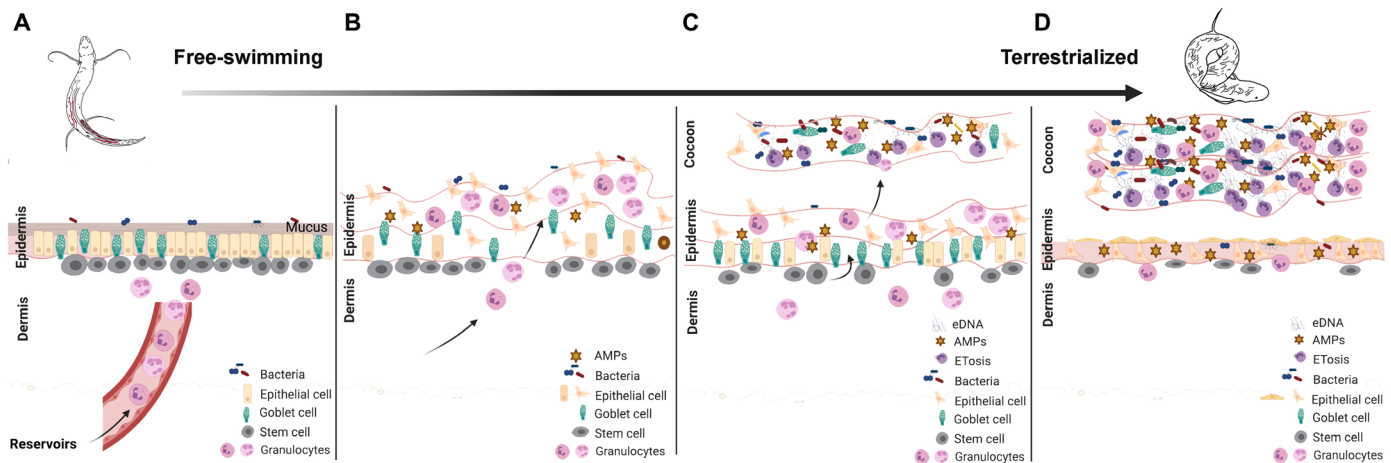 A
B
C
D
Free-swimming
Terrestrialized
Epidermis
Dermis
Mucus
Reservoirs
Bacteria
Epithelial cell
Goblet cell
Stem cell
Granulocytes
Epidermis
Dermis
AMPs
Bacteria
Epithelial cell
Goblet cell
Stem cell
Granulocytes
Cocoon
Epidermis
Dermis
eDNA
AMPs
ETosis
Bacteria
Epithelial cell
Goblet cell
Stem cell
Granulocytes
Cocoon
Epidermis
Dermis
eDNA
AMPs
ETosis
Bacteria
Epithelial cell
Goblet cell
Stem cell
Granulocytes